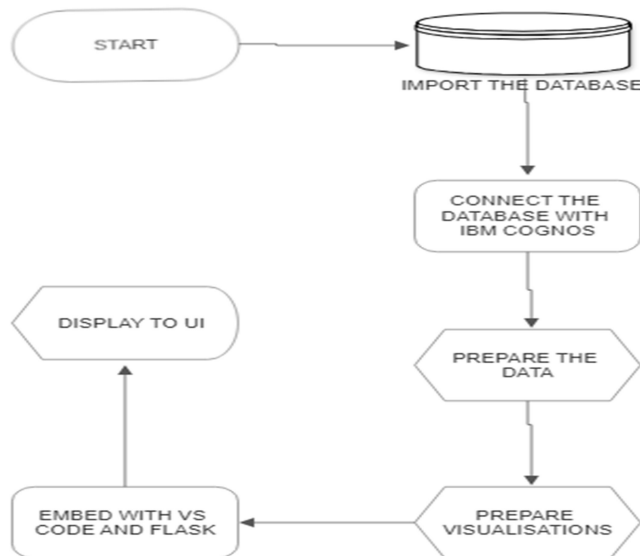 START
IMPORT THE DATABASE
CONNECT THE
DATABASE WITH
IBM COGNOS
PREPARE THE
DATA
PREPARE
VISUALISATIONS
EMBED WITH VS
CODE AND FLASK
DISPLAY TO UI